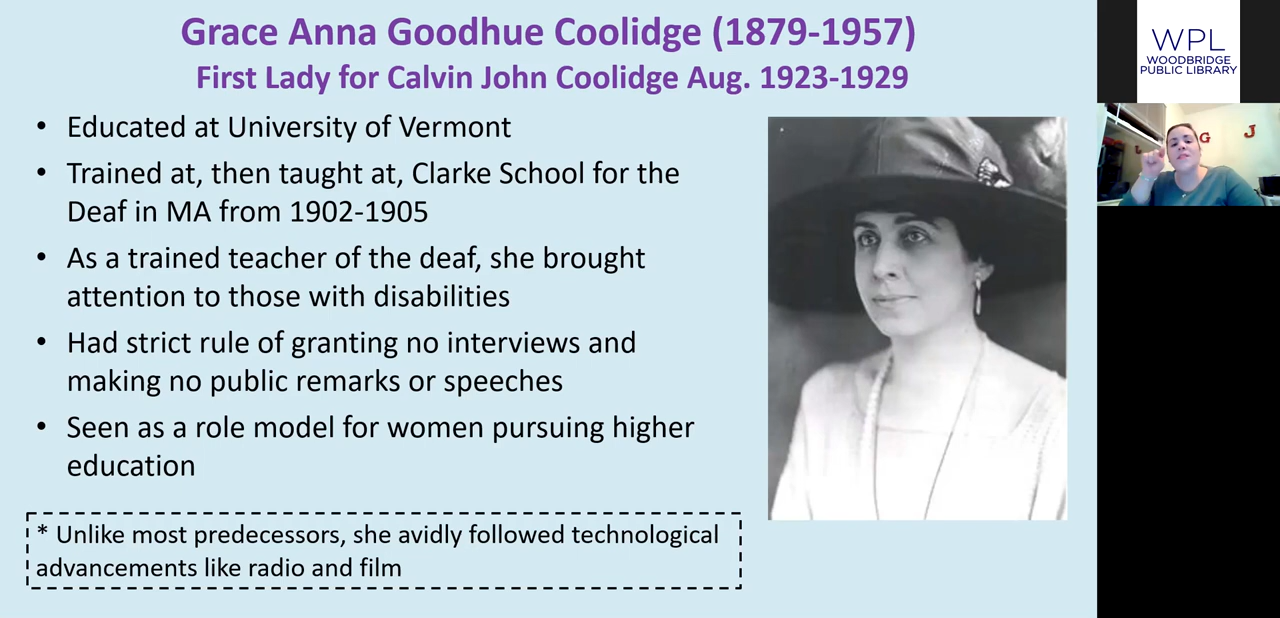 Grace Anna Goodhue Coolidge (1879-1957)
First Lady for Calvin John Coolidge Aug. 1923-1929
• Educated at University of Vermont
• Trained at, then taught at, Clarke School for the
Deaf in MA from 1902-1905
• As a trained teacher of the deaf, she brought
attention to those with disabilities
• Had strict rule of granting no interviews and
making no public remarks or speeches
• Seen as a role model for women pursuing higher
education
* Unlike most predecessors, she avidly followed technological
advancements like radio and film
WPL
WOODBRIDGE
PUBLIC LIBRARY
G J